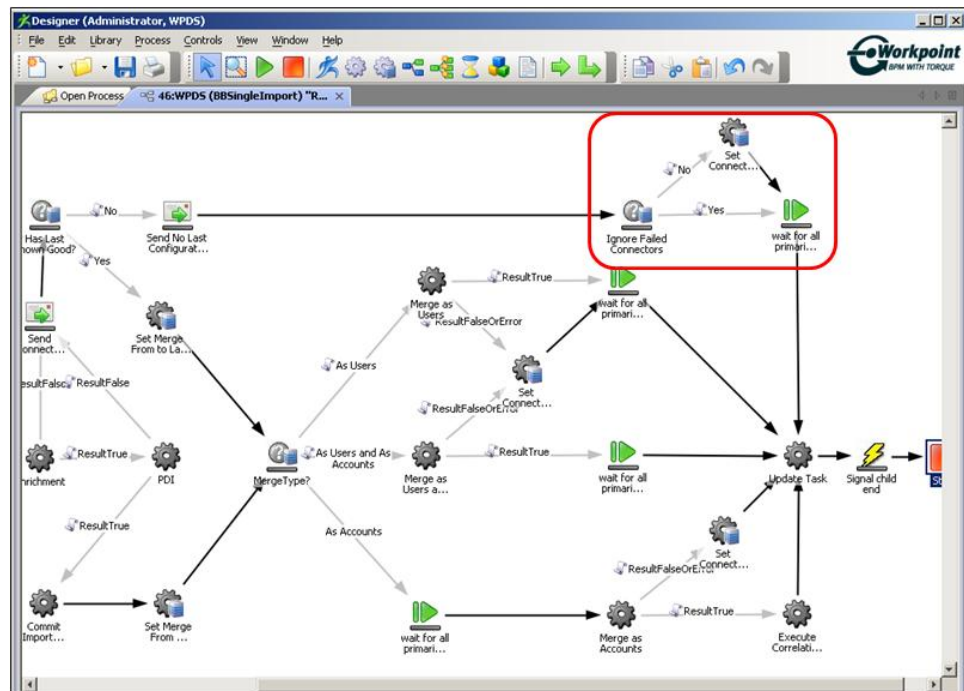 Designer (Administrator, WPDS)
File Edit Library Process Controls View Window Help
Workpoint
BPM WITH TORQUE
Open Process
46:WPDS (BBSingleImport) "R...
Set
Connect...
No
No
Yes
Has Last
nown Good?
Send No Last
Configurat...
Ignore Failed
Connectors
wait for all
primari...
Yes
ResultTrue
Merge as
Users
wait for all
primari...
ResultFalseOrError
Send
onnect...
Set Merge
From to La...
As Users
Set
Connect...
esultFalse
ResultFalse
ResultFalseOrError
ResultTrue
As Users and As
Accounts
ResultTrue
nrichment
PDI
MergeType?
Merge as
Users a...
wait for all
primari...
Update Task
Signal child
end
St
ResultTrue
As Accounts
Set
Connect...
ResultFalseOrError
ResultTrue
Commit
Import...
Set Merge
From ...
wait for all
primari...
Merge as
Accounts
Execute
Correlati...